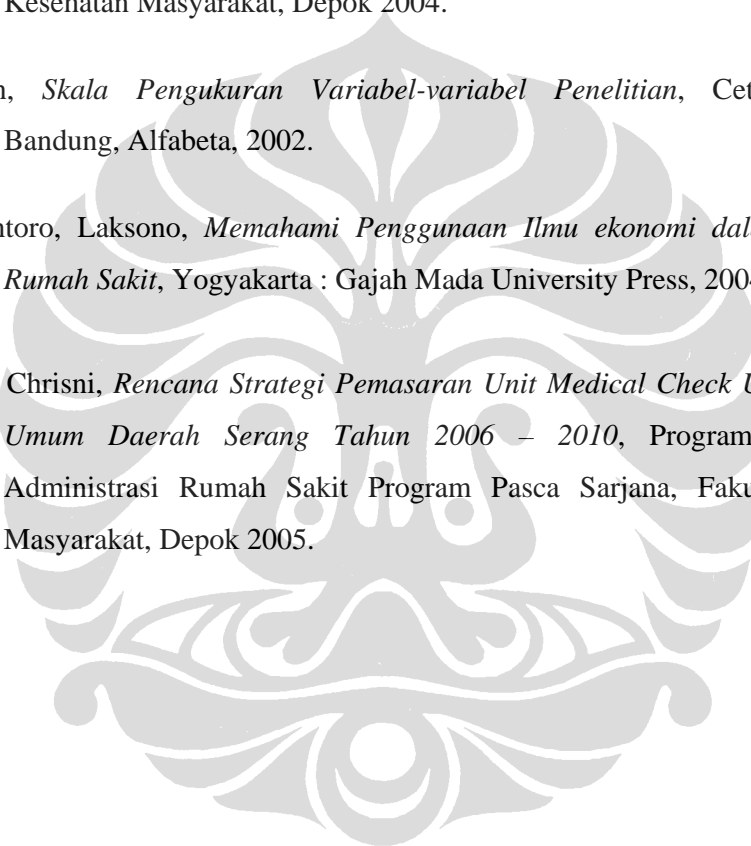 Kesehatan Masyarakat, Depok 2004.
n, Skala Pengukuran Variabel-variabel Penelitian, Cet
Bandung, Alfabeta, 2002.
ntoro, Laksono, Memahami Penggunaan Ilmu ekonomi dal
Rumah Sakit, Yogyakarta : Gajah Mada University Press, 2004
Chrisni, Rencana Strategi Pemasaran Unit Medical Check U
Umum Daerah Serang Tahun 2006 – 2010, Program
Administrasi Rumah Sakit Program Pasca Sarjana, Faku
Masyarakat, Depok 2005.